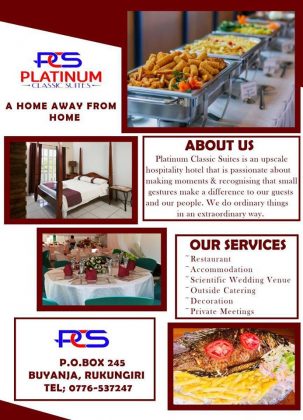 PCS
PLATINUM
CLASSIC SUITES
A HOME AWAY FROM
HOME
ABOUT US
Platinum Classic Suites is an upscale
hospitality hotel that is passionate about
making moments & recognising that small
gestures make a difference to our guests
and our people. We do ordinary things
in an extraordinary way.
OUR SERVICES
~Restaurant
~Accommodation
~Scientific Wedding Venue
~Outside Catering
~Decoration
~Private Meetings
PCS
P.O.BOX 245
BUYANJA, RUKUNGIRI
TEL; 0776-537247